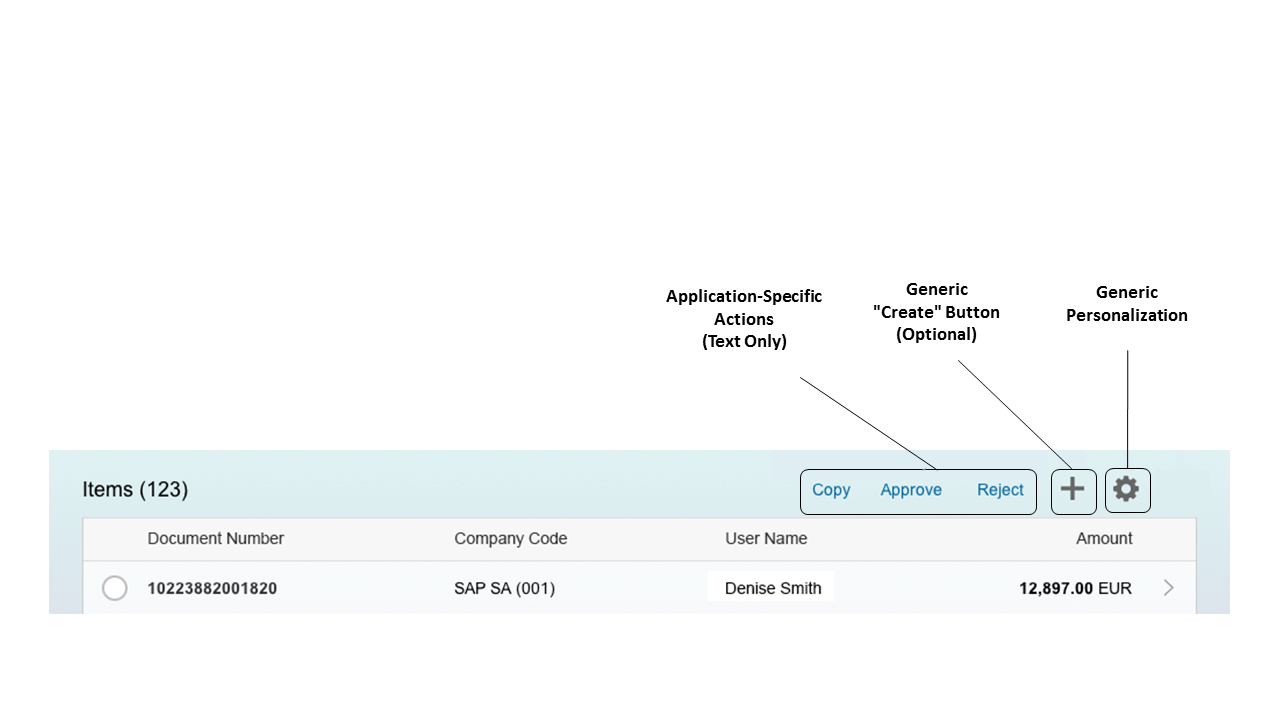 Application-Specific
Actions
(Text Only)
Generic
"Create" Button
(Optional)
Generic
Personalization
Items (123)
Copy Approve Reject
Document Number Company Code User Name Amount
10223882001820 SAP SA (001) Denise Smith 12,897.00 EUR